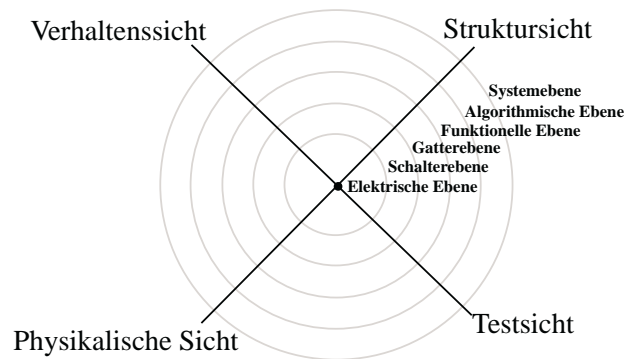 Verhaltenssicht
Struktursicht
Systemebene
Algorithmische Ebene
Funktionelle Ebene
Gatterebene
Schalterebene
Elektrische Ebene
Physikalische Sicht
Testsicht